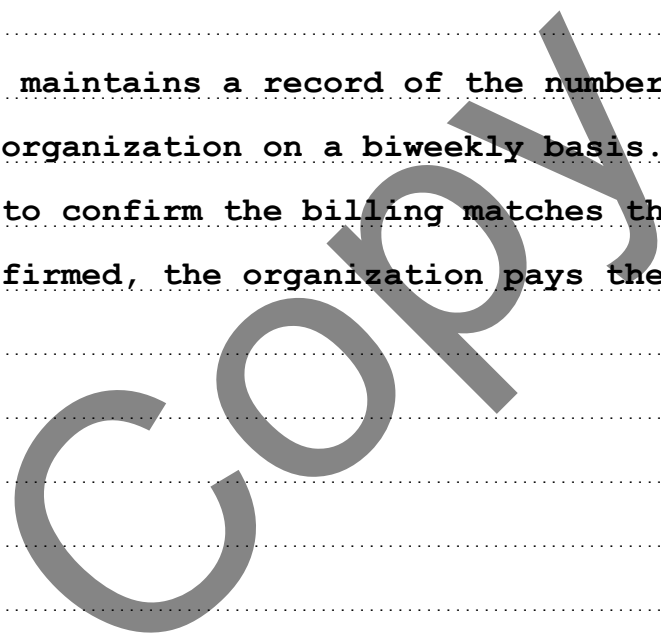 maintains a record of the number
organization on a biweekly basis.
to confirm the billing matches th
firmed, the organization pays the
Copy